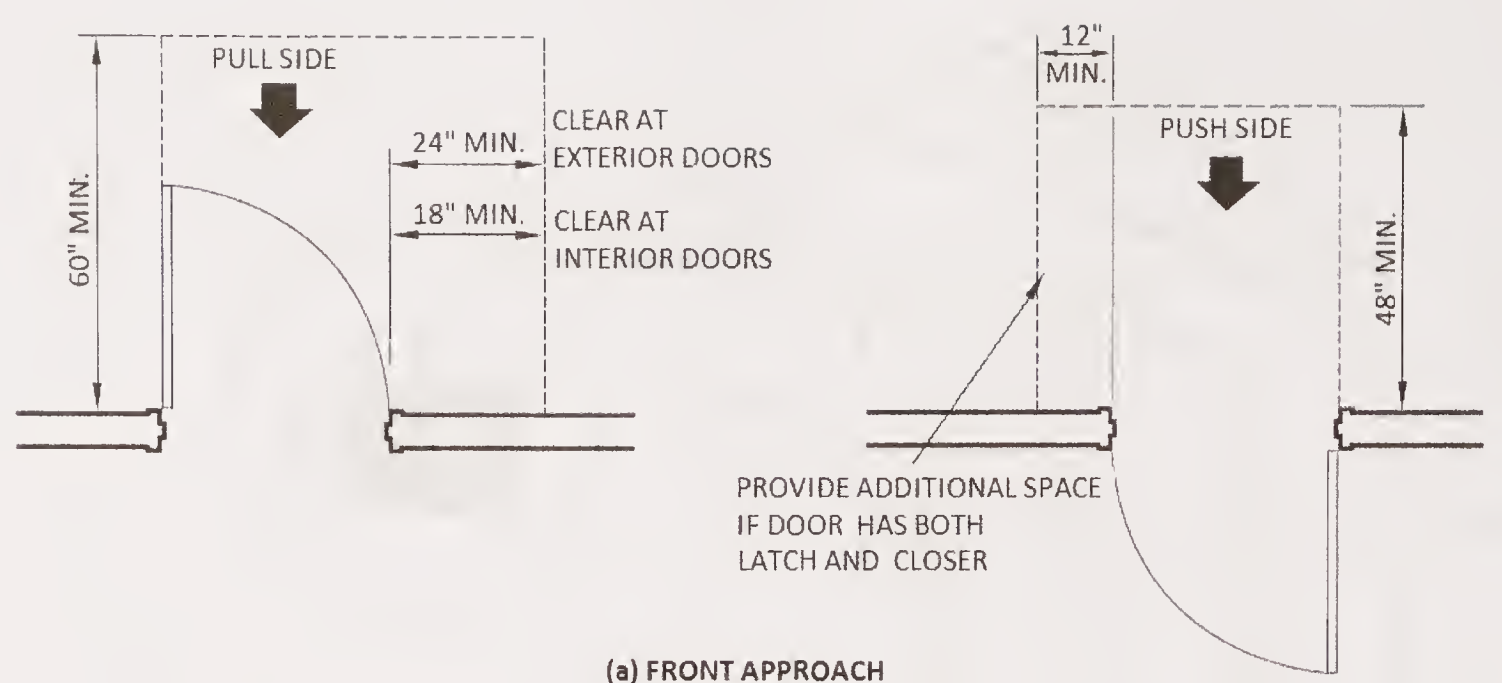 PULL SIDE
60" MIN.
24" MIN.
CLEAR AT
EXTERIOR DOORS
18" MIN.
CLEAR AT
INTERIOR DOORS
12"
MIN.
PUSH SIDE
48" MIN.
PROVIDE ADDITIONAL SPACE
IF DOOR HAS BOTH
LATCH AND CLOSER
(a) FRONT APPROACH